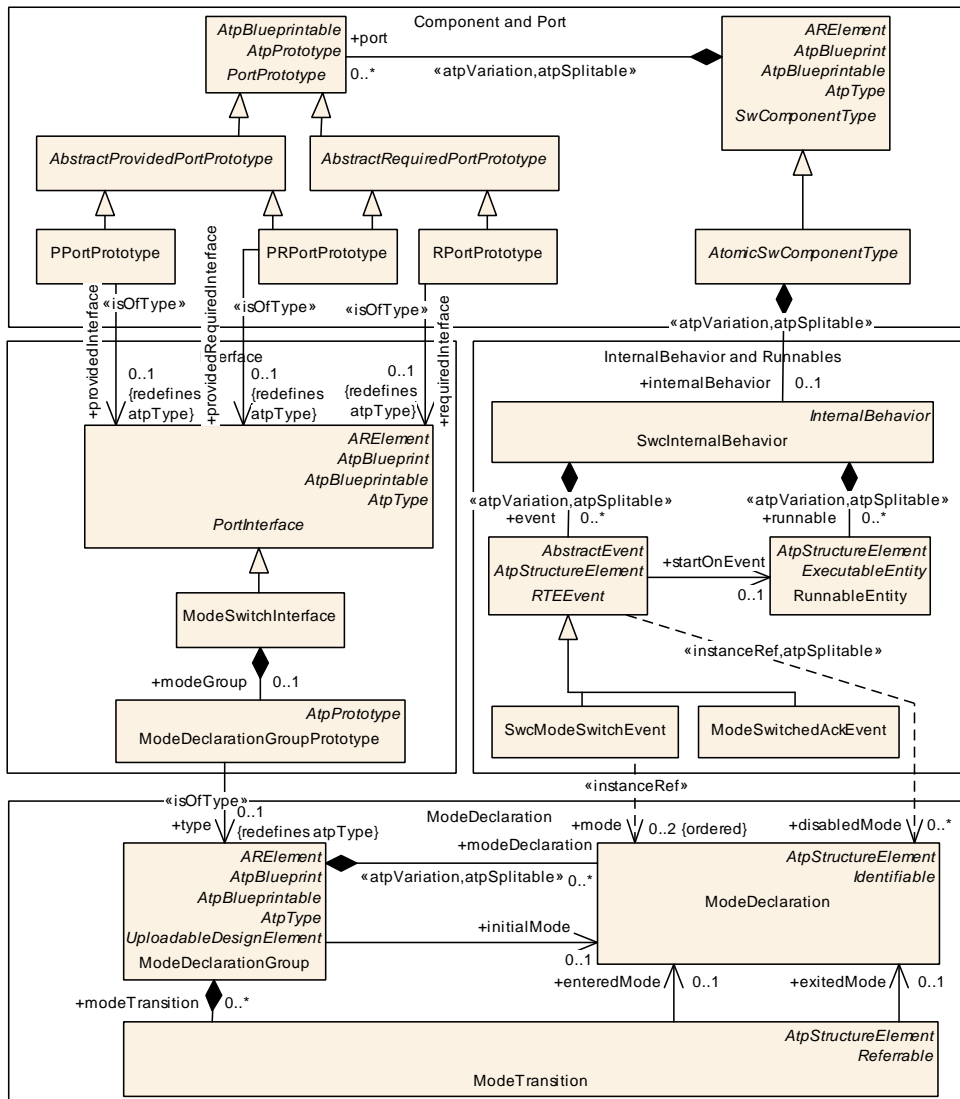 Component and Port
AtpBlueprintable
AtpPrototype
PortPrototype
+port
0..*
«atpVariation,atpSplitable»
ARElement
AtpBlueprint
AtpBlueprintable
AtpType
SwComponentType
AbstractProvidedPortPrototype
AbstractRequiredPortPrototype
PPortPrototype
PRPortPrototype
RPortPrototype
AtomicSwComponentType
«isOfType»
«isOfType»
«isOfType»
+providedInterface
+providedRequiredInterface
+requiredInterface
«atpVariation,atpSplitable»
0..1
{redefines
atpType}
0..1
{redefines
atpType}
0..1
{redefines
atpType}
InternalBehavior and Runnables
+internalBehavior
0..1
ARElement
AtpBlueprint
AtpBlueprintable
AtpType
PortInterface
InternalBehavior
SwcInternalBehavior
«atpVariation,atpSplitable»
+event
0..*
«atpVariation,atpSplitable»
+runnable
0..*
AbstractEvent
AtpStructureElement
RTEEvent
+startOnEvent
0..1
AtpStructureElement
ExecutableEntity
RunnableEntity
ModeSwitchInterface
+modeGroup
0..1
«instanceRef,atpSplitable»
AtpPrototype
ModeDeclarationGroupPrototype
SwcModeSwitchEvent
ModeSwitchedAckEvent
«isOfType»
+type
0..1
{redefines atpType}
«instanceRef»
ModeDeclaration
+mode
0..2 {ordered}
+disabledMode
0..*
ARElement
AtpBlueprint
AtpBlueprintable
AtpType
UploadableDesignElement
ModeDeclarationGroup
+modeDeclaration
«atpVariation,atpSplitable»
0..*
AtpStructureElement
Identifiable
ModeDeclaration
+initialMode
0..1
+modeTransition
0..*
+enteredMode
0..1
+exitedMode
0..1
AtpStructureElement
Referrable
ModeTransition